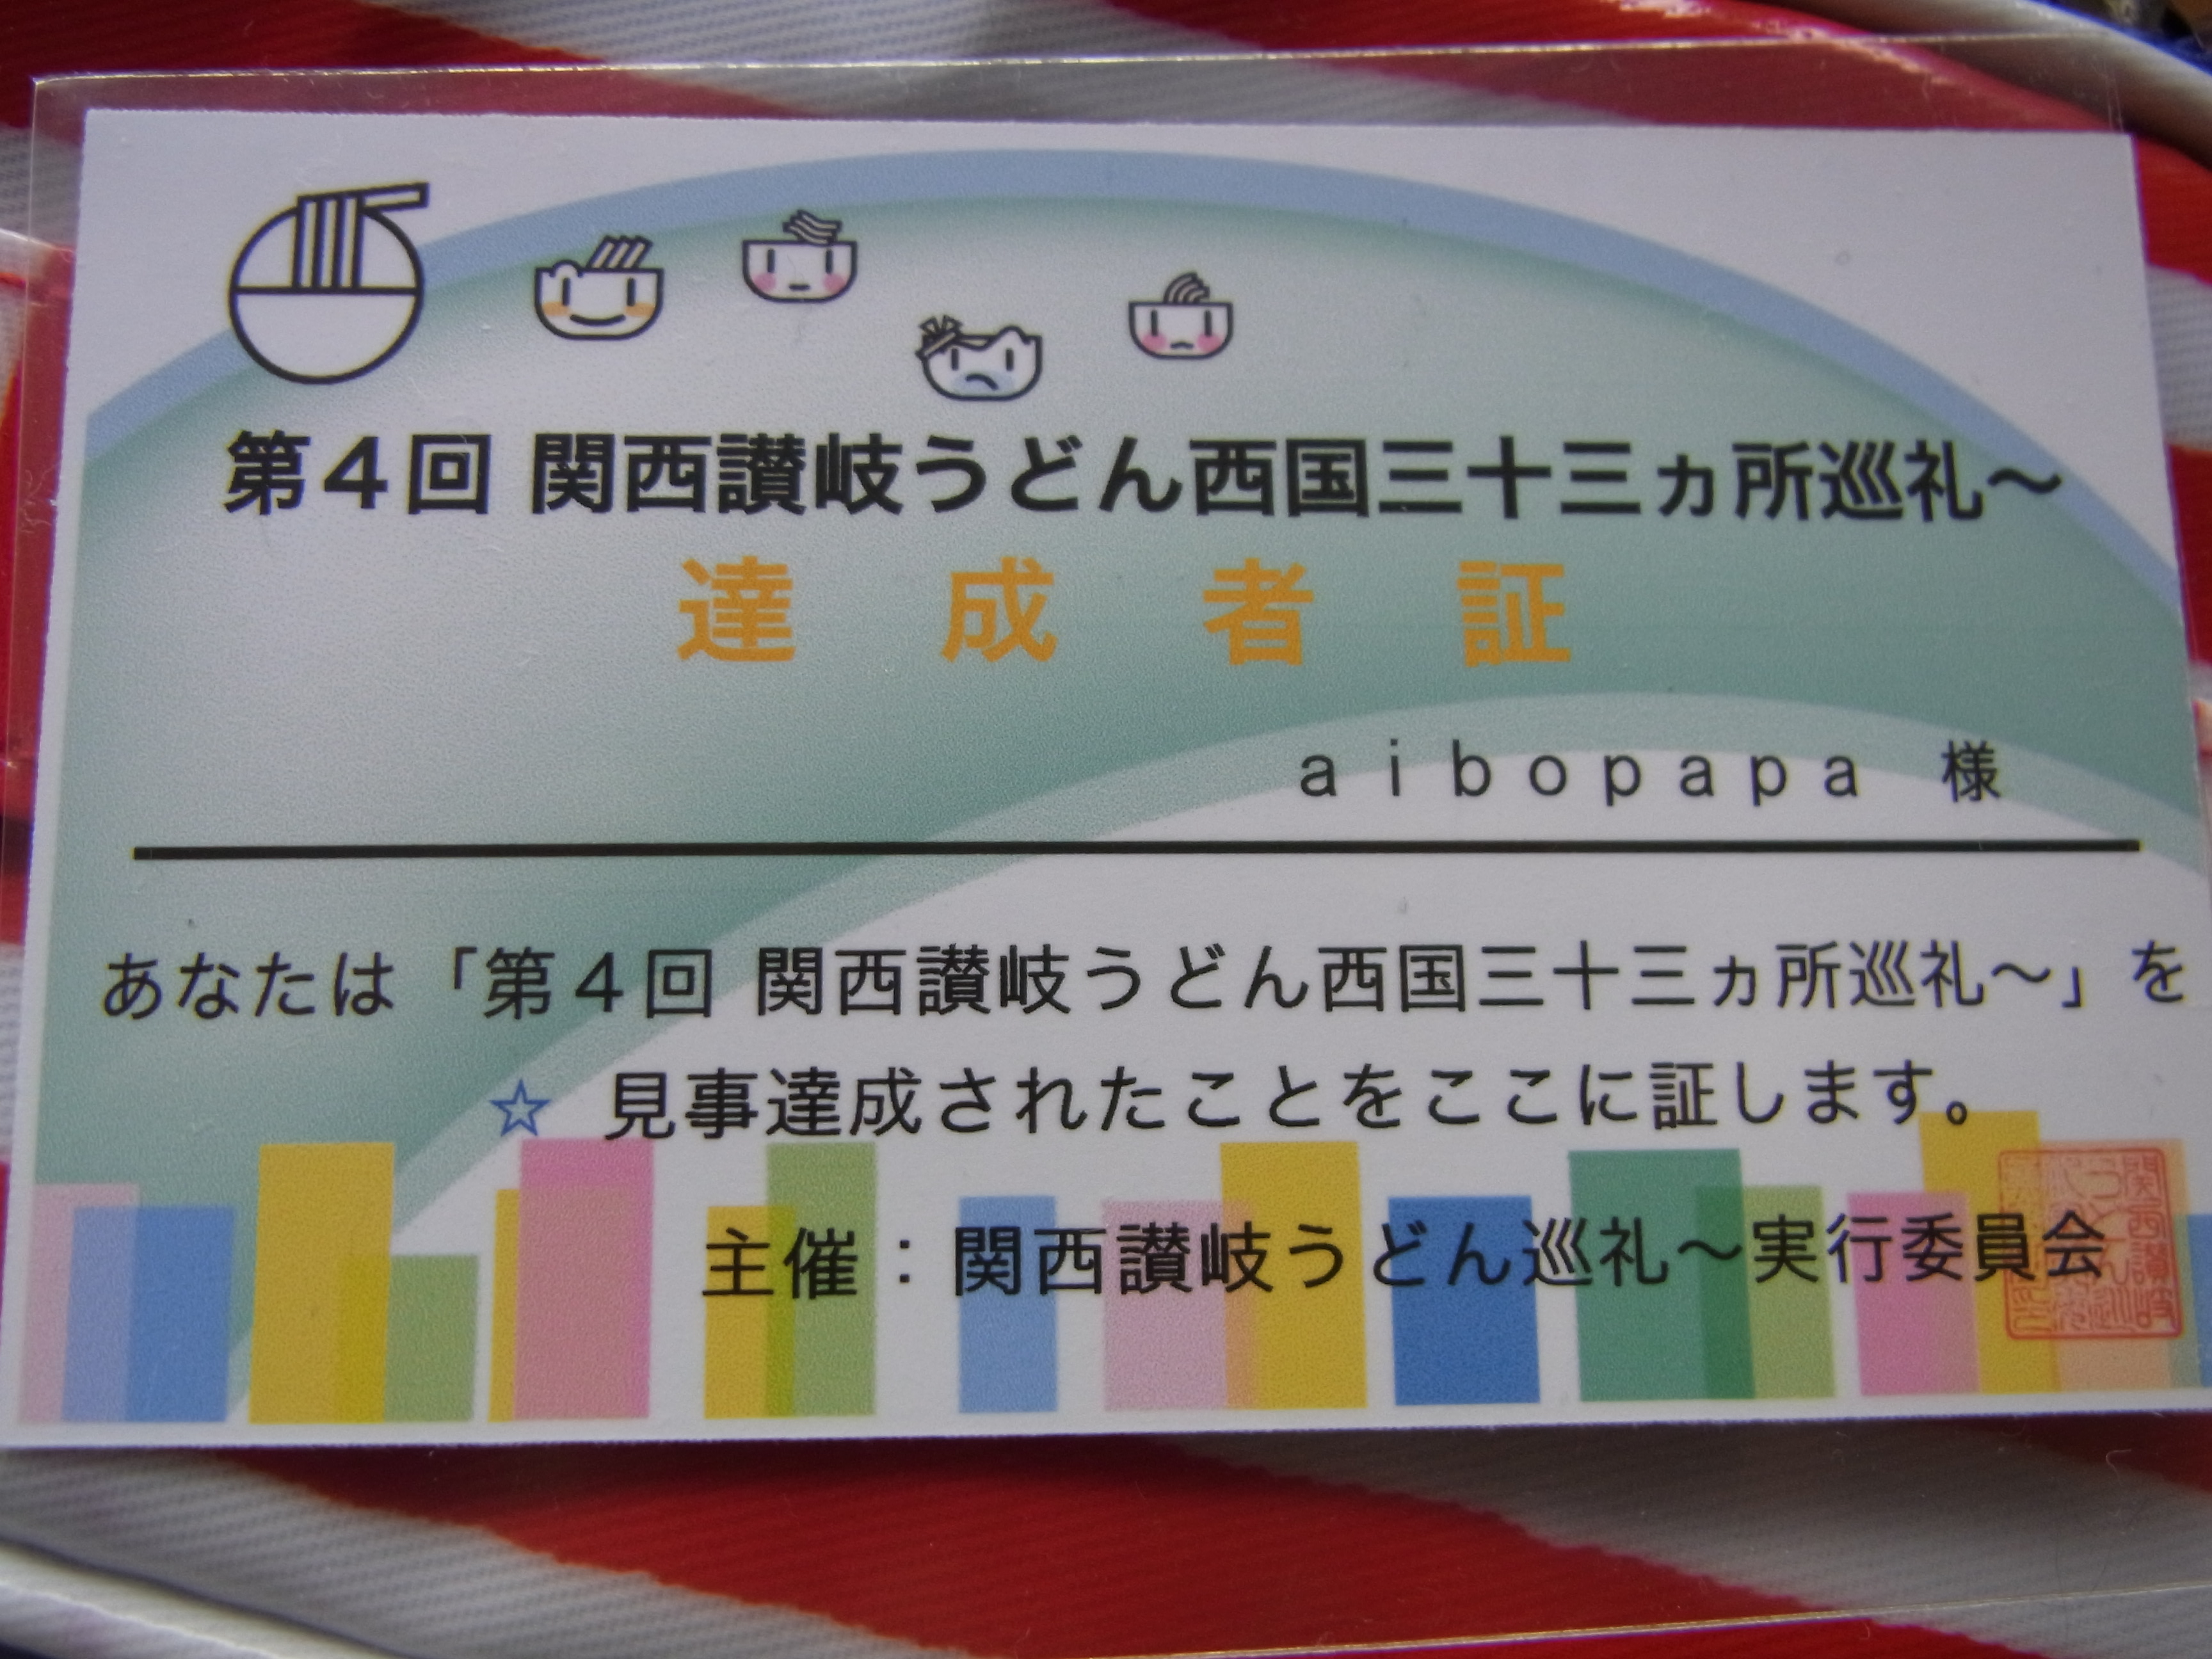 第4回 関西讃岐うどん西国三十三ヵ所巡礼～
達成者証
aibopapa 様
あなたは「第4回 関西讃岐うどん西国三十三ヵ所巡礼～」を
☆ 見事達成されたことをここに証します。
主催：関西讃岐うどん巡礼～実行委員会